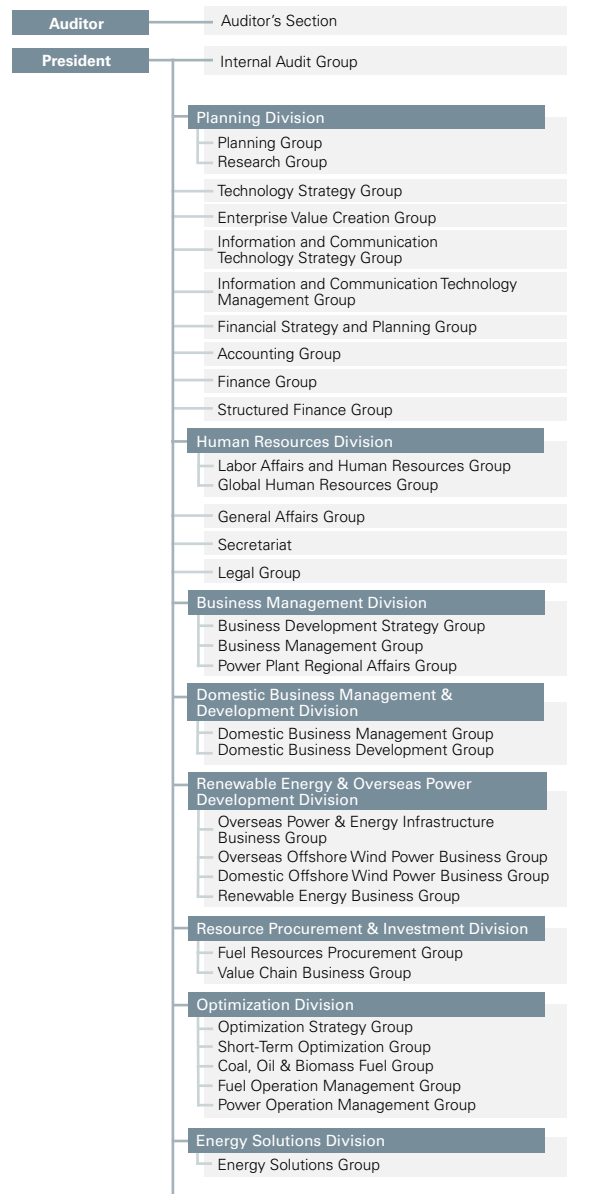 Auditor
Auditor's Section
President
Internal Audit Group
Planning Division
Planning Group
Research Group
Technology Strategy Group
Enterprise Value Creation Group
Information and Communication
Technology Strategy Group
Information and Communication Technology
Management Group
Financial Strategy and Planning Group
Accounting Group
Finance Group
Structured Finance Group
Human Resources Division
Labor Affairs and Human Resources Group
Global Human Resources Group
General Affairs Group
Secretariat
Legal Group
Business Management Division
Business Development Strategy Group
Business Management Group
Power Plant Regional Affairs Group
Domestic Business Management &
Development Division
Domestic Business Management Group
Domestic Business Development Group
Renewable Energy & Overseas Power
Development Division
Overseas Power & Energy Infrastructure
Business Group
Overseas Offshore Wind Power Business Group
Domestic Offshore Wind Power Business Group
Renewable Energy Business Group
Resource Procurement & Investment Division
Fuel Resources Procurement Group
Value Chain Business Group
Optimization Division
Optimization Strategy Group
Short-Term Optimization Group
Coal, Oil & Biomass Fuel Group
Fuel Operation Management Group
Power Operation Management Group
Energy Solutions Division
Energy Solutions Group